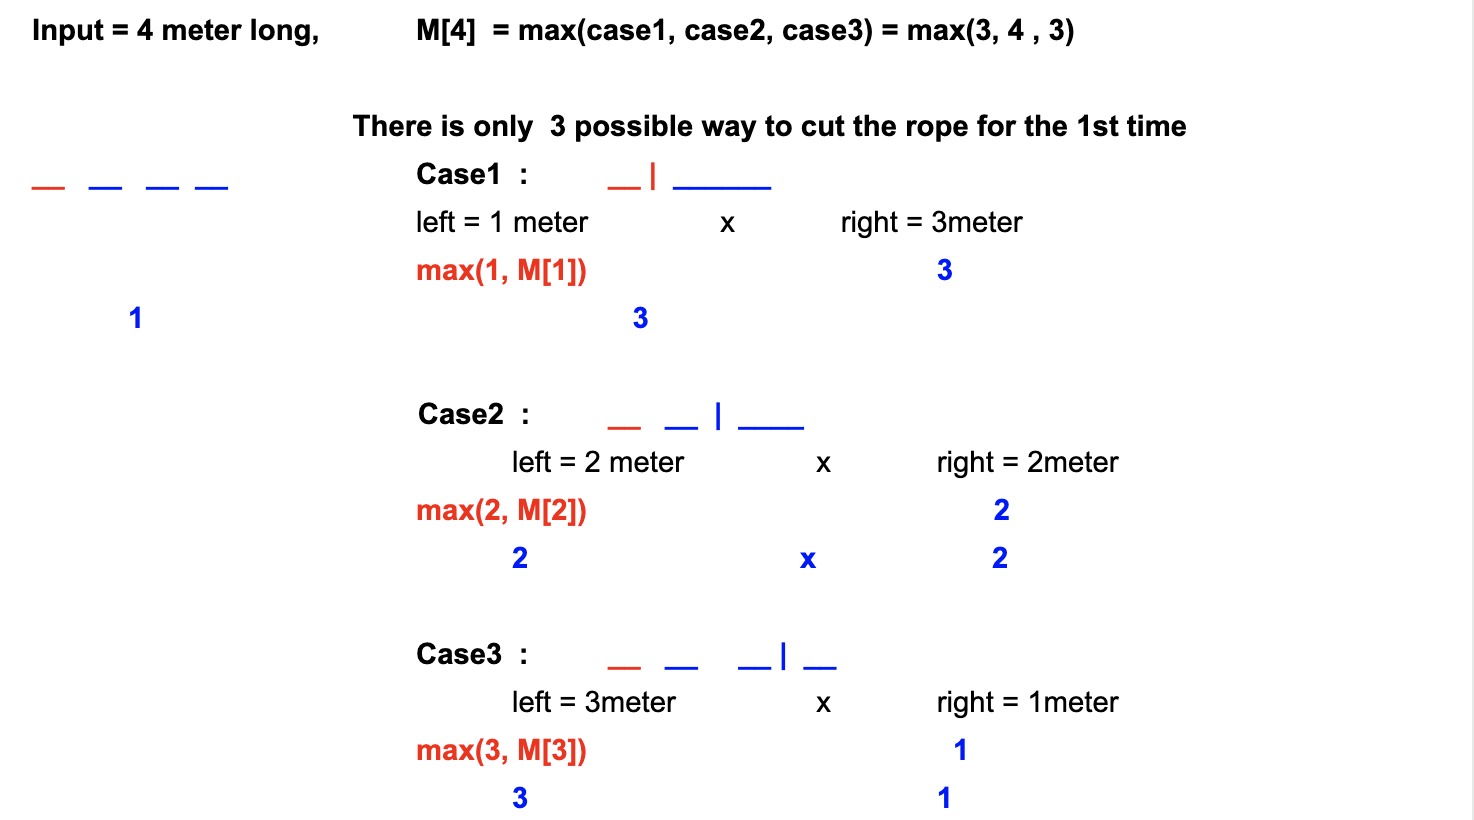 Input = 4 meter long, M[4] = max(case1, case2, case3) = max(3, 4 , 3)
There is only 3 possible way to cut the rope for the 1st time
Case1 : __| ______
__ __ __ __
left = 1 meter x right = 3meter
max(1, M[1]) 3
1 3
Case2 : __ __ | ____
left = 2 meter x right = 2meter
max(2, M[2]) 2
2 x 2
Case3 : __ __ __| __
left = 3meter x right = 1meter
max(3, M[3]) 1
3 1